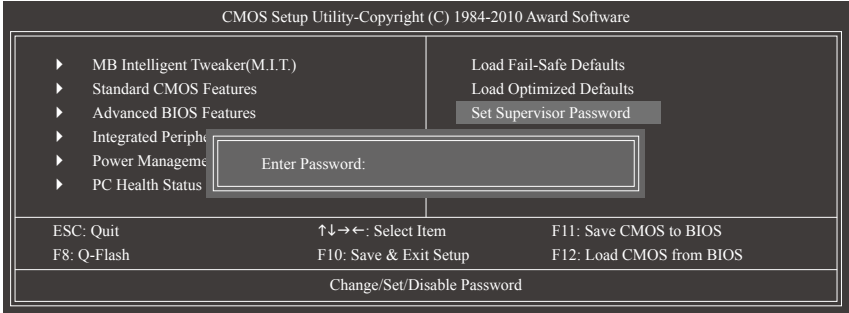 CMOS Setup Utility-Copyright (C) 1984-2010 Award Software
MB Intelligent Tweaker(M.I.T.)
Standard CMOS Features
Advanced BIOS Features
Integrated Periphe
Power Manageme
PC Health Status
Load Fail-Safe Defaults
Load Optimized Defaults
Set Supervisor Password
Enter Password:
ESC: Quit
↑↓→←: Select Item
F11: Save CMOS to BIOS
F8: Q-Flash
F10: Save & Exit Setup
F12: Load CMOS from BIOS
Change/Set/Disable Password